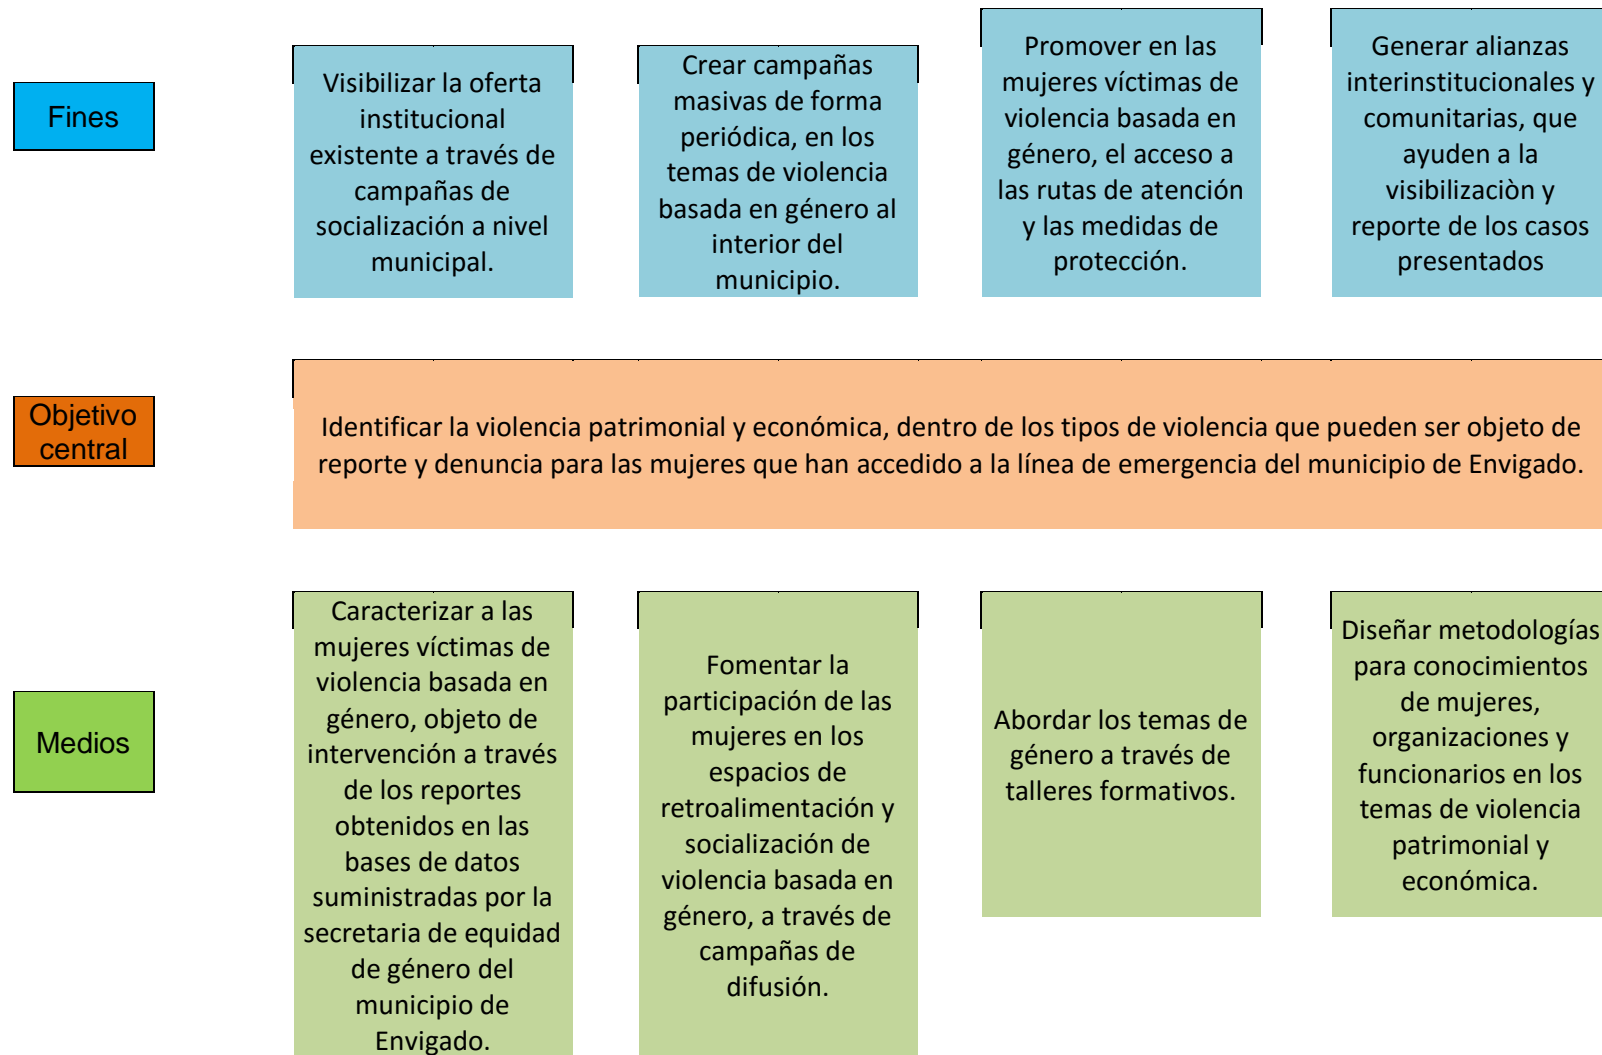 Fines
Visibilizar la oferta
institucional
existente a través de
campañas de
socialización a nivel
municipal.
Crear campañas
masivas de forma
periódica, en los
temas de violencia
basada en género al
interior del
municipio.
Promover en las
mujeres víctimas de
violencia basada en
género, el acceso a
las rutas de atención
y las medidas de
protección.
Generar alianzas
interinstitucionales y
comunitarias, que
ayuden a la
visibilizaciòn y
reporte de los casos
presentados
Objetivo
central
Identificar la violencia patrimonial y económica, dentro de los tipos de violencia que pueden ser objeto de
reporte y denuncia para las mujeres que han accedido a la línea de emergencia del municipio de Envigado.
Medios
Caracterizar a las
mujeres víctimas de
violencia basada en
género, objeto de
intervención a través
de los reportes
obtenidos en las
bases de datos
suministradas por la
secretaria de equidad
de género del
municipio de
Envigado.
Fomentar la
participación de las
mujeres en los
espacios de
retroalimentación y
socialización de
violencia basada en
género, a través de
campañas de
difusión.
Abordar los temas de
género a través de
talleres formativos.
Diseñar metodologías
para conocimientos
de mujeres,
organizaciones y
funcionarios en los
temas de violencia
patrimonial y
económica.